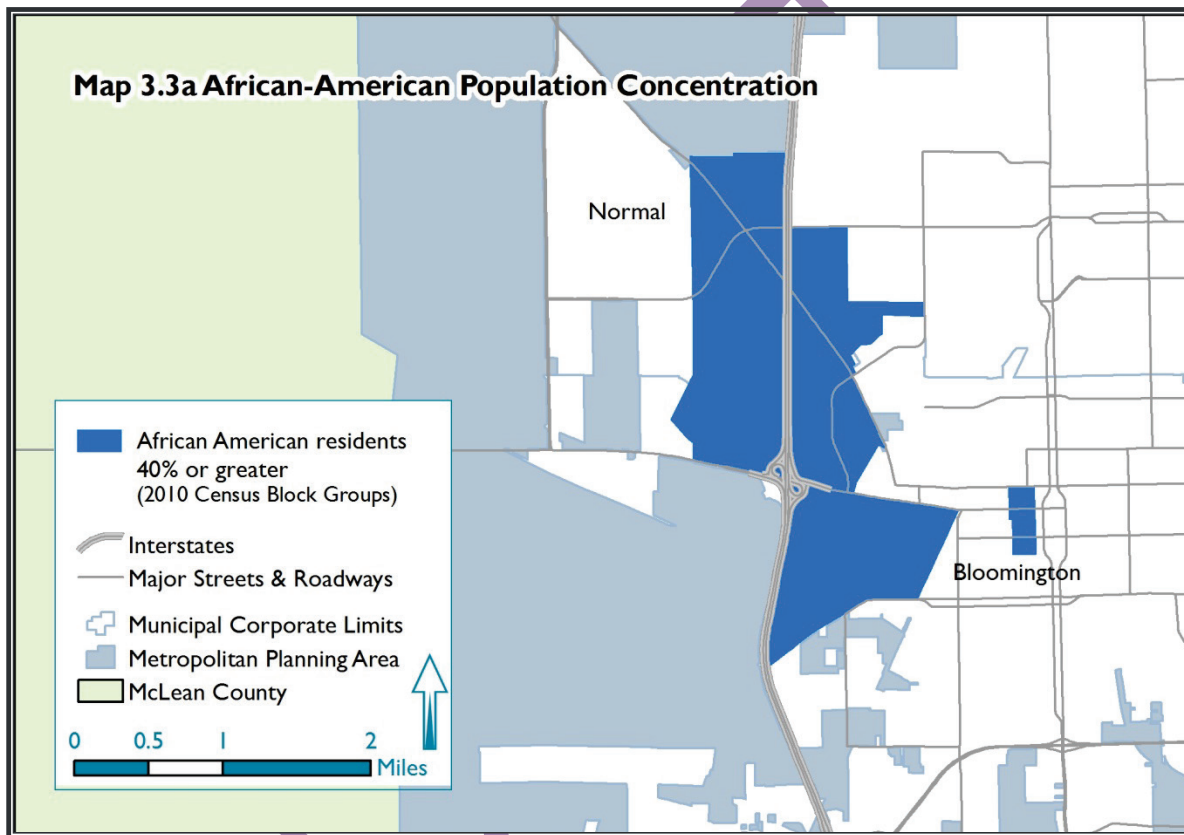 Map 3.3a African-American Population Concentration
Normal
African American residents
40% or greater
(2010 Census Block Groups)
Interstates
Major Streets & Roadways
Bloomington
Municipal Corporate Limits
Metropolitan Planning Area
McLean County
0 0.5 1 2
Miles